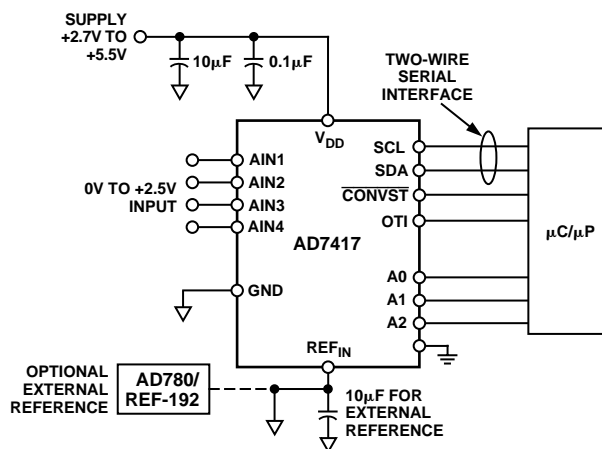 SUPPLY
+2.7V TO
+5.5V
10μF
0.1μF
TWO-WIRE
SERIAL
INTERFACE
VDD
AIN1
AIN2
AIN3
AIN4
0V TO +2.5V
INPUT
AD7417
SCL
SDA
CONVST
OTI
A0
A1
A2
μC/μP
GND
REFIN
OPTIONAL
EXTERNAL
REFERENCE
AD780/
REF-192
10μF FOR
EXTERNAL
REFERENCE